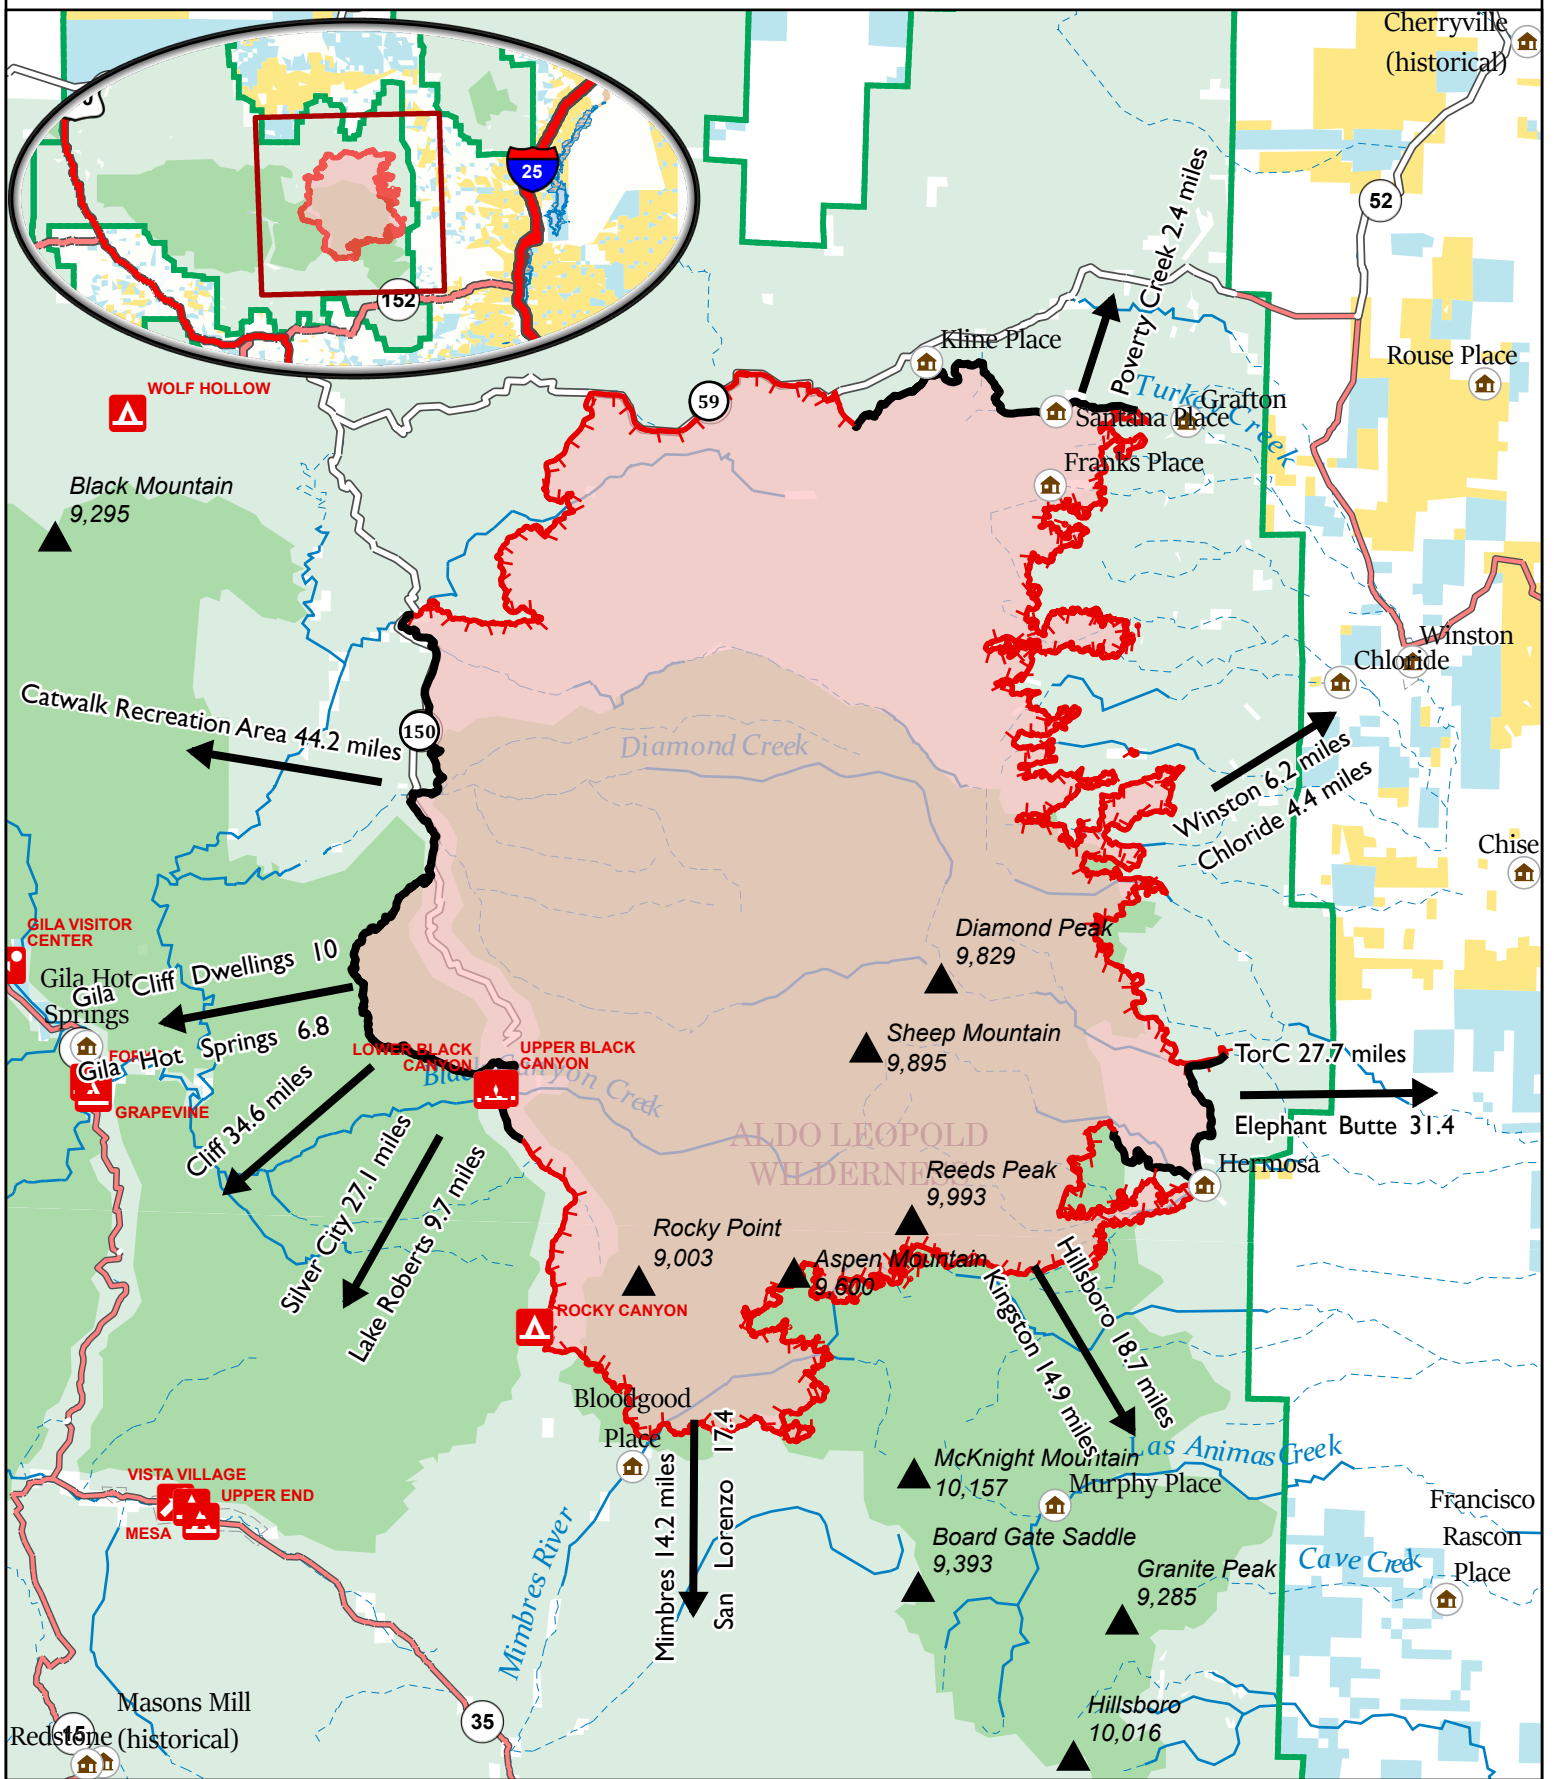 Cherryville
(historical)
25
152
52
Poverty Creek 2.4 miles
Kline Place
Rouse Place
WOLF HOLLOW
59
Turkey Creek
Grafton
Santana Place
Franks Place
Black Mountain
9,295
Winston
Chloride
Catwalk Recreation Area 44.2 miles
150
Diamond Creek
Winston 6.2 miles
Chloride 4.4 miles
Chise
GILA VISITOR
CENTER
Diamond Peak
9,829
Gila Hot
Springs
Gila Cliff Dwellings 10
Gila Hot Springs 6.8
Sheep Mountain
9,895
LOWER BLACK
CANYON
UPPER BLACK
CANYON
TorC 27.7 miles
Elephant Butte 31.4
GRAPEVINE
Black Canyon Creek
Cliff 34.6 miles
Silver City 27.1 miles
Lake Roberts 9.7 miles
ALDO LEOPOLD
WILDERNESS
Hermosa
Reeds Peak
9,993
Rocky Point
9,003
Aspen Mountain
9,600
Hillsboro 18.7 miles
Kingston 14.9 miles
ROCKY CANYON
Bloodgood
Place
Mimbres 14.2 miles
San Lorenzo 17.4
Las Animas Creek
McKnight Mountain
10,157
Murphy Place
VISTA VILLAGE
UPPER END
MESA
Francisco
Rascon
Place
Board Gate Saddle
9,393
Cave Creek
Granite Peak
9,285
Mimbres River
Masons Mill
(historical)
Redstone
15
35
Hillsboro
10,016